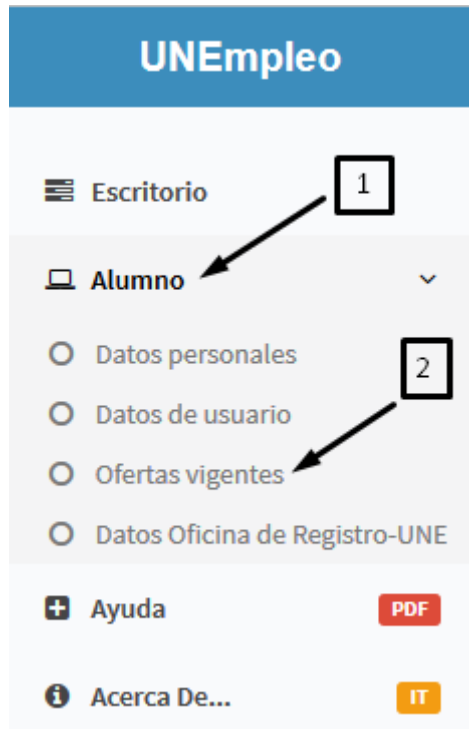 UNEmpleo
1
Escritorio
Alumno
Datos personales
2
Datos de usuario
Ofertas vigentes
Datos Oficina de Registro-UNE
Ayuda PDF
Acerca De... IT